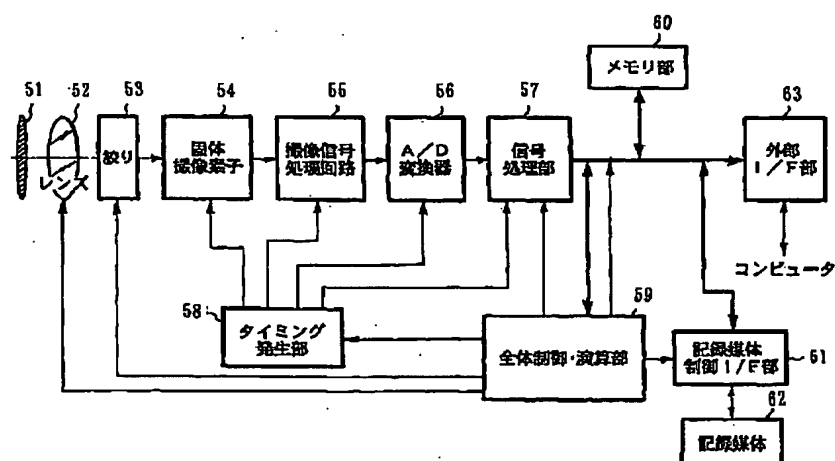 60
メモリ部
51
52
53
54
55
56
57
63
レンズ
絞り
固体
撮像素子
撮像信号
処理回路
A/D
変換器
信号
処理部
外部
I/F部
コンピュータ
58
タイミング
発生部
59
全体制御・演算部
記録媒体
制御I/F部
61
62
記録媒体